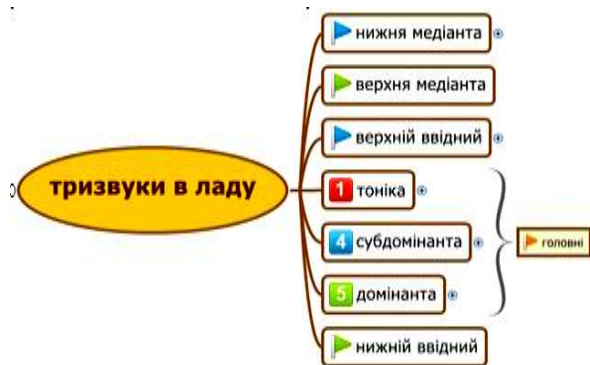 нижня медіанта
верхня медіанта
верхній ввідний
тризвуки в ладу
1 тоніка
4 субдомінанта
головні
5 домінанта
нижній ввідний